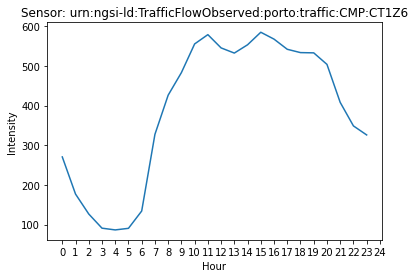 Sensor: urn:ngsi-ld:TrafficFlowObserved:porto:traffic:CMP:CT1Z6
600
500
400
300
200
100
Intensity
0 1 2 3 4 5 6 7 8 9 10 11 12 13 14 15 16 17 18 19 20 21 22 23 24
Hour